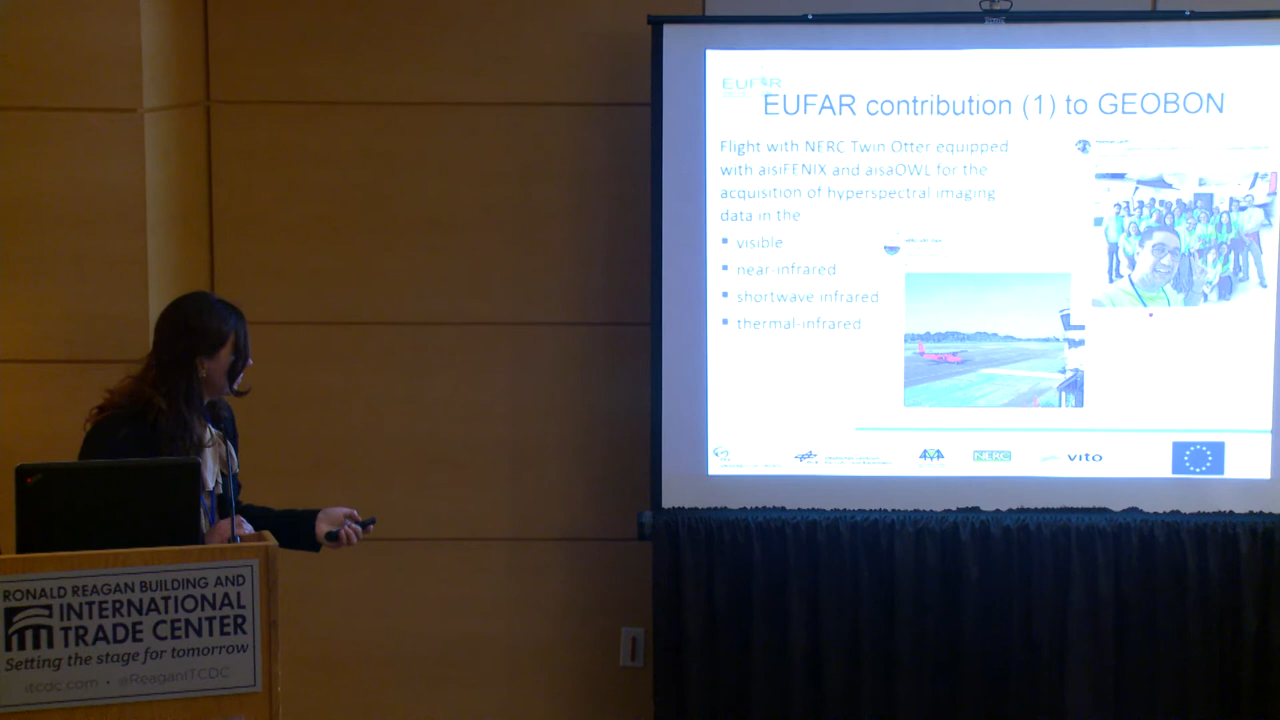 EUFAR
EUFAR contribution (1) to GEOBON
Flight with NERC Twin Otter equipped
with aisiFENIX and aisaOWL for the
acquisition of hyperspectral imaging
data in the
visible
near-infrared
shortwave infrared
thermal-infrared
NERC
vito
RONALD REAGAN BUILDING AND
INTERNATIONAL
TRADE CENTER
Setting the stage for tomorrow
itcdc.com • @ReaganITCDC